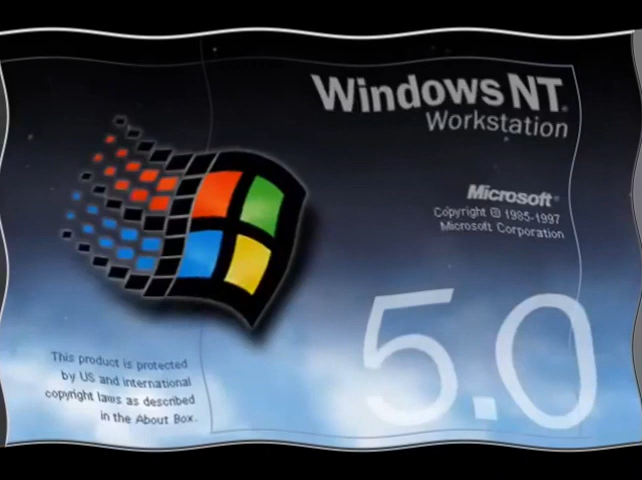 Windows NT.
Workstation
Microsoft®
Copyright © 1985-1997
Microsoft Corporation
5.0
This product is protected
by US and international
copyright laws as described
in the About Box.